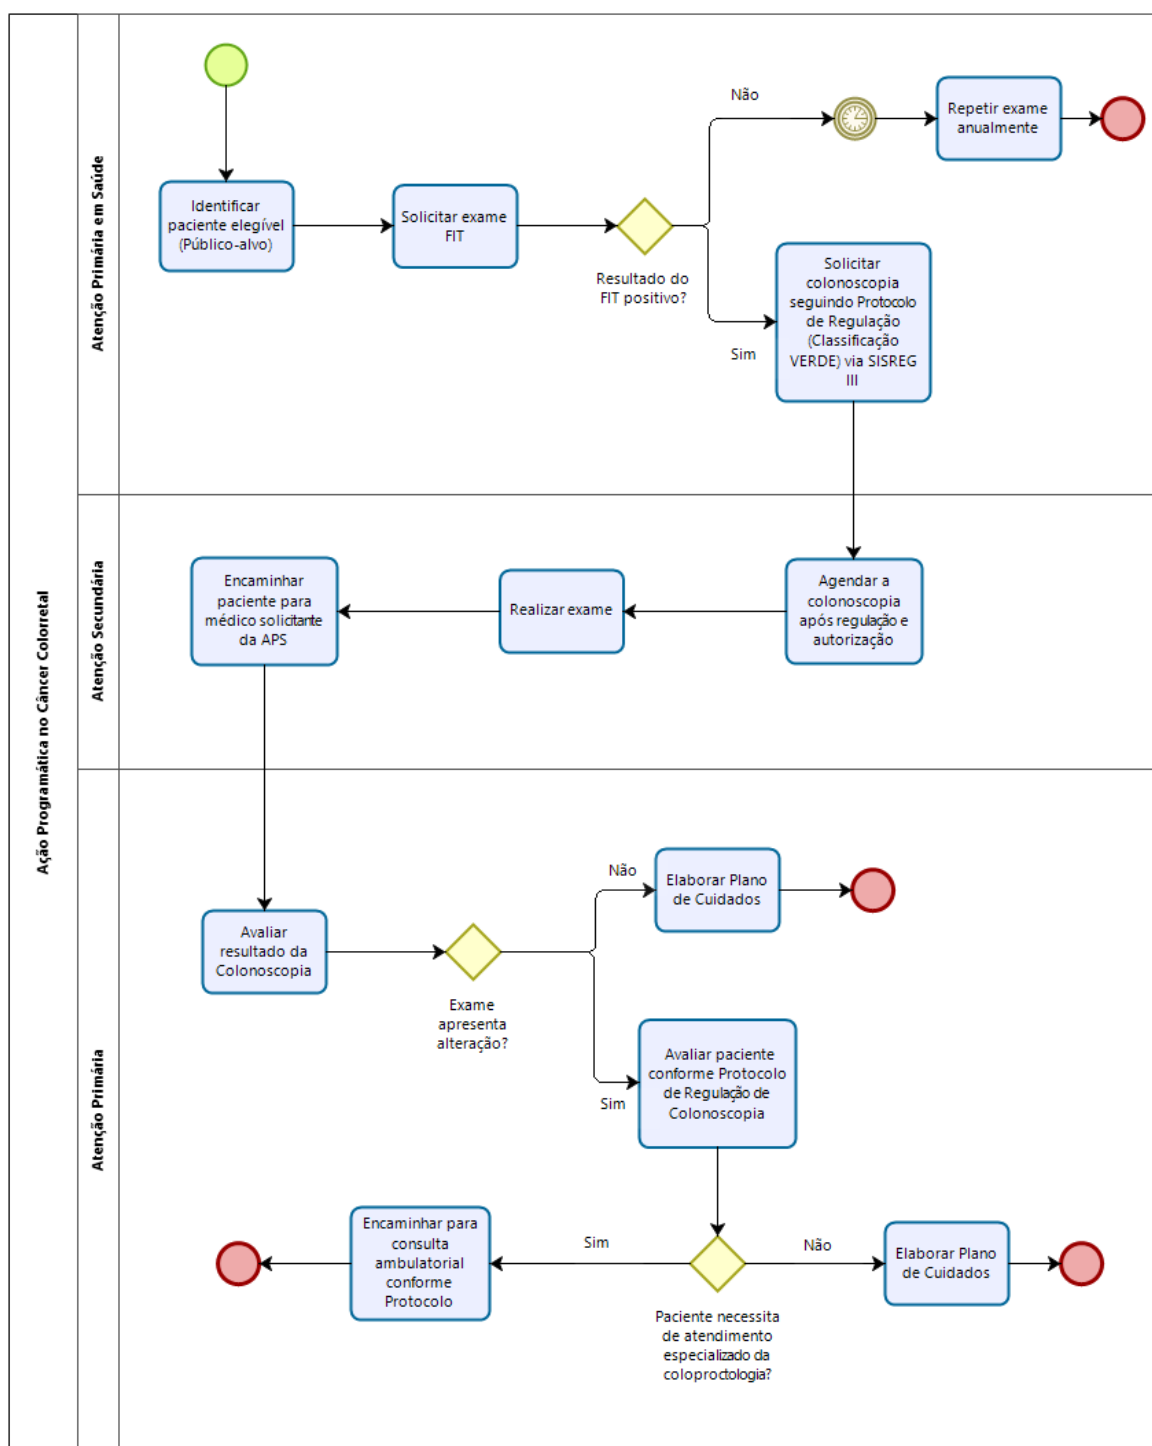 Ação Programática no Câncer Colorretal
Atenção Primária em Saúde
Identificar
paciente elegível
(Público-alvo)
Solicitar exame
FIT
Resultado do
FIT positivo?
Não
Repetir exame
anualmente
Sim
Solicitar
colonoscopia
seguindo Protocolo
de Regulação
(Classificação
VERDE) via SISREG
III
Atenção Secundária
Agendar a
colonoscopia
após regulação e
autorização
Realizar exame
Encaminhar
paciente para
médico solicitante
da APS
Atenção Primária
Avaliar
resultado da
Colonoscopia
Exame
apresenta
alteração?
Não
Elaborar Plano
de Cuidados
Sim
Avaliar paciente
conforme Protocolo
de Regulação de
Colonoscopia
Paciente necessita
de atendimento
especializado da
coloproctologia?
Sim
Encaminhar para
consulta
ambulatorial
conforme
Protocolo
Não
Elaborar Plano
de Cuidados